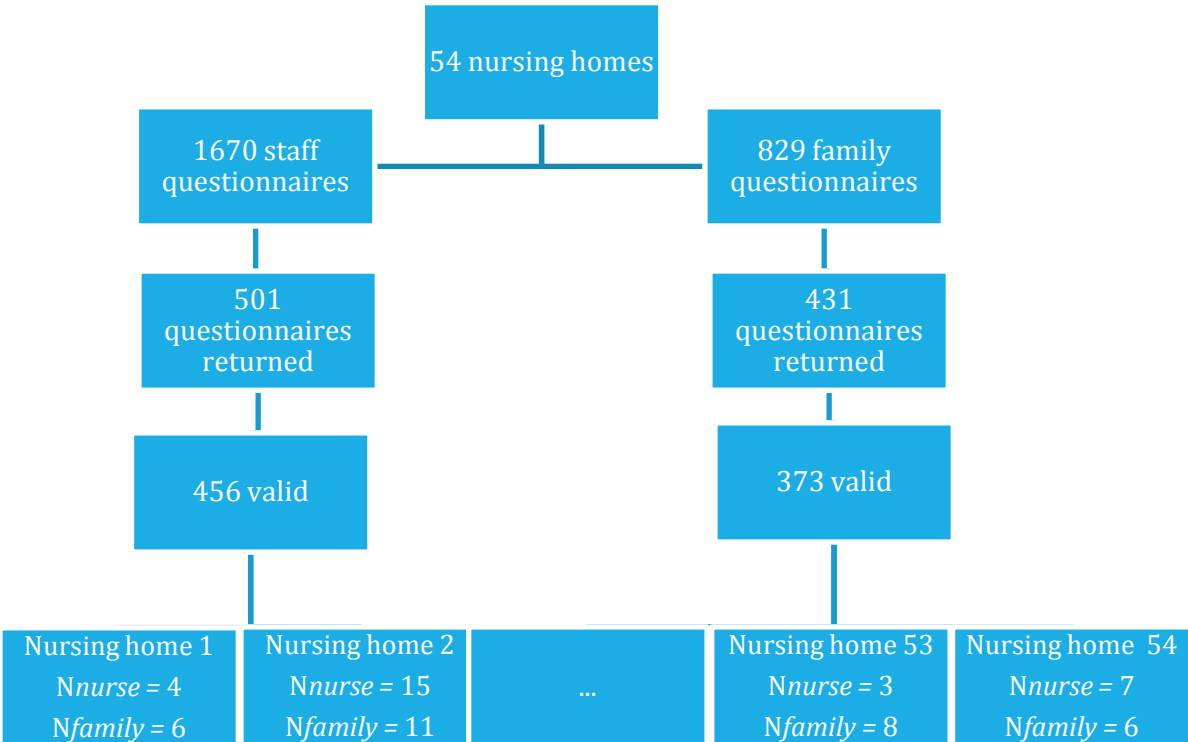 54 nursing homes
1670 staff
questionnaires
829 family
questionnaires
501
questionnaires
returned
431
questionnaires
returned
456 valid
373 valid
Nursing home 1
Nnurse = 4
Nfamily = 6
Nursing home 2
Nnurse = 15
Nfamily = 11
...
Nursing home 53
Nnurse = 3
Nfamily = 8
Nursing home 54
Nnurse = 7
Nfamily = 6